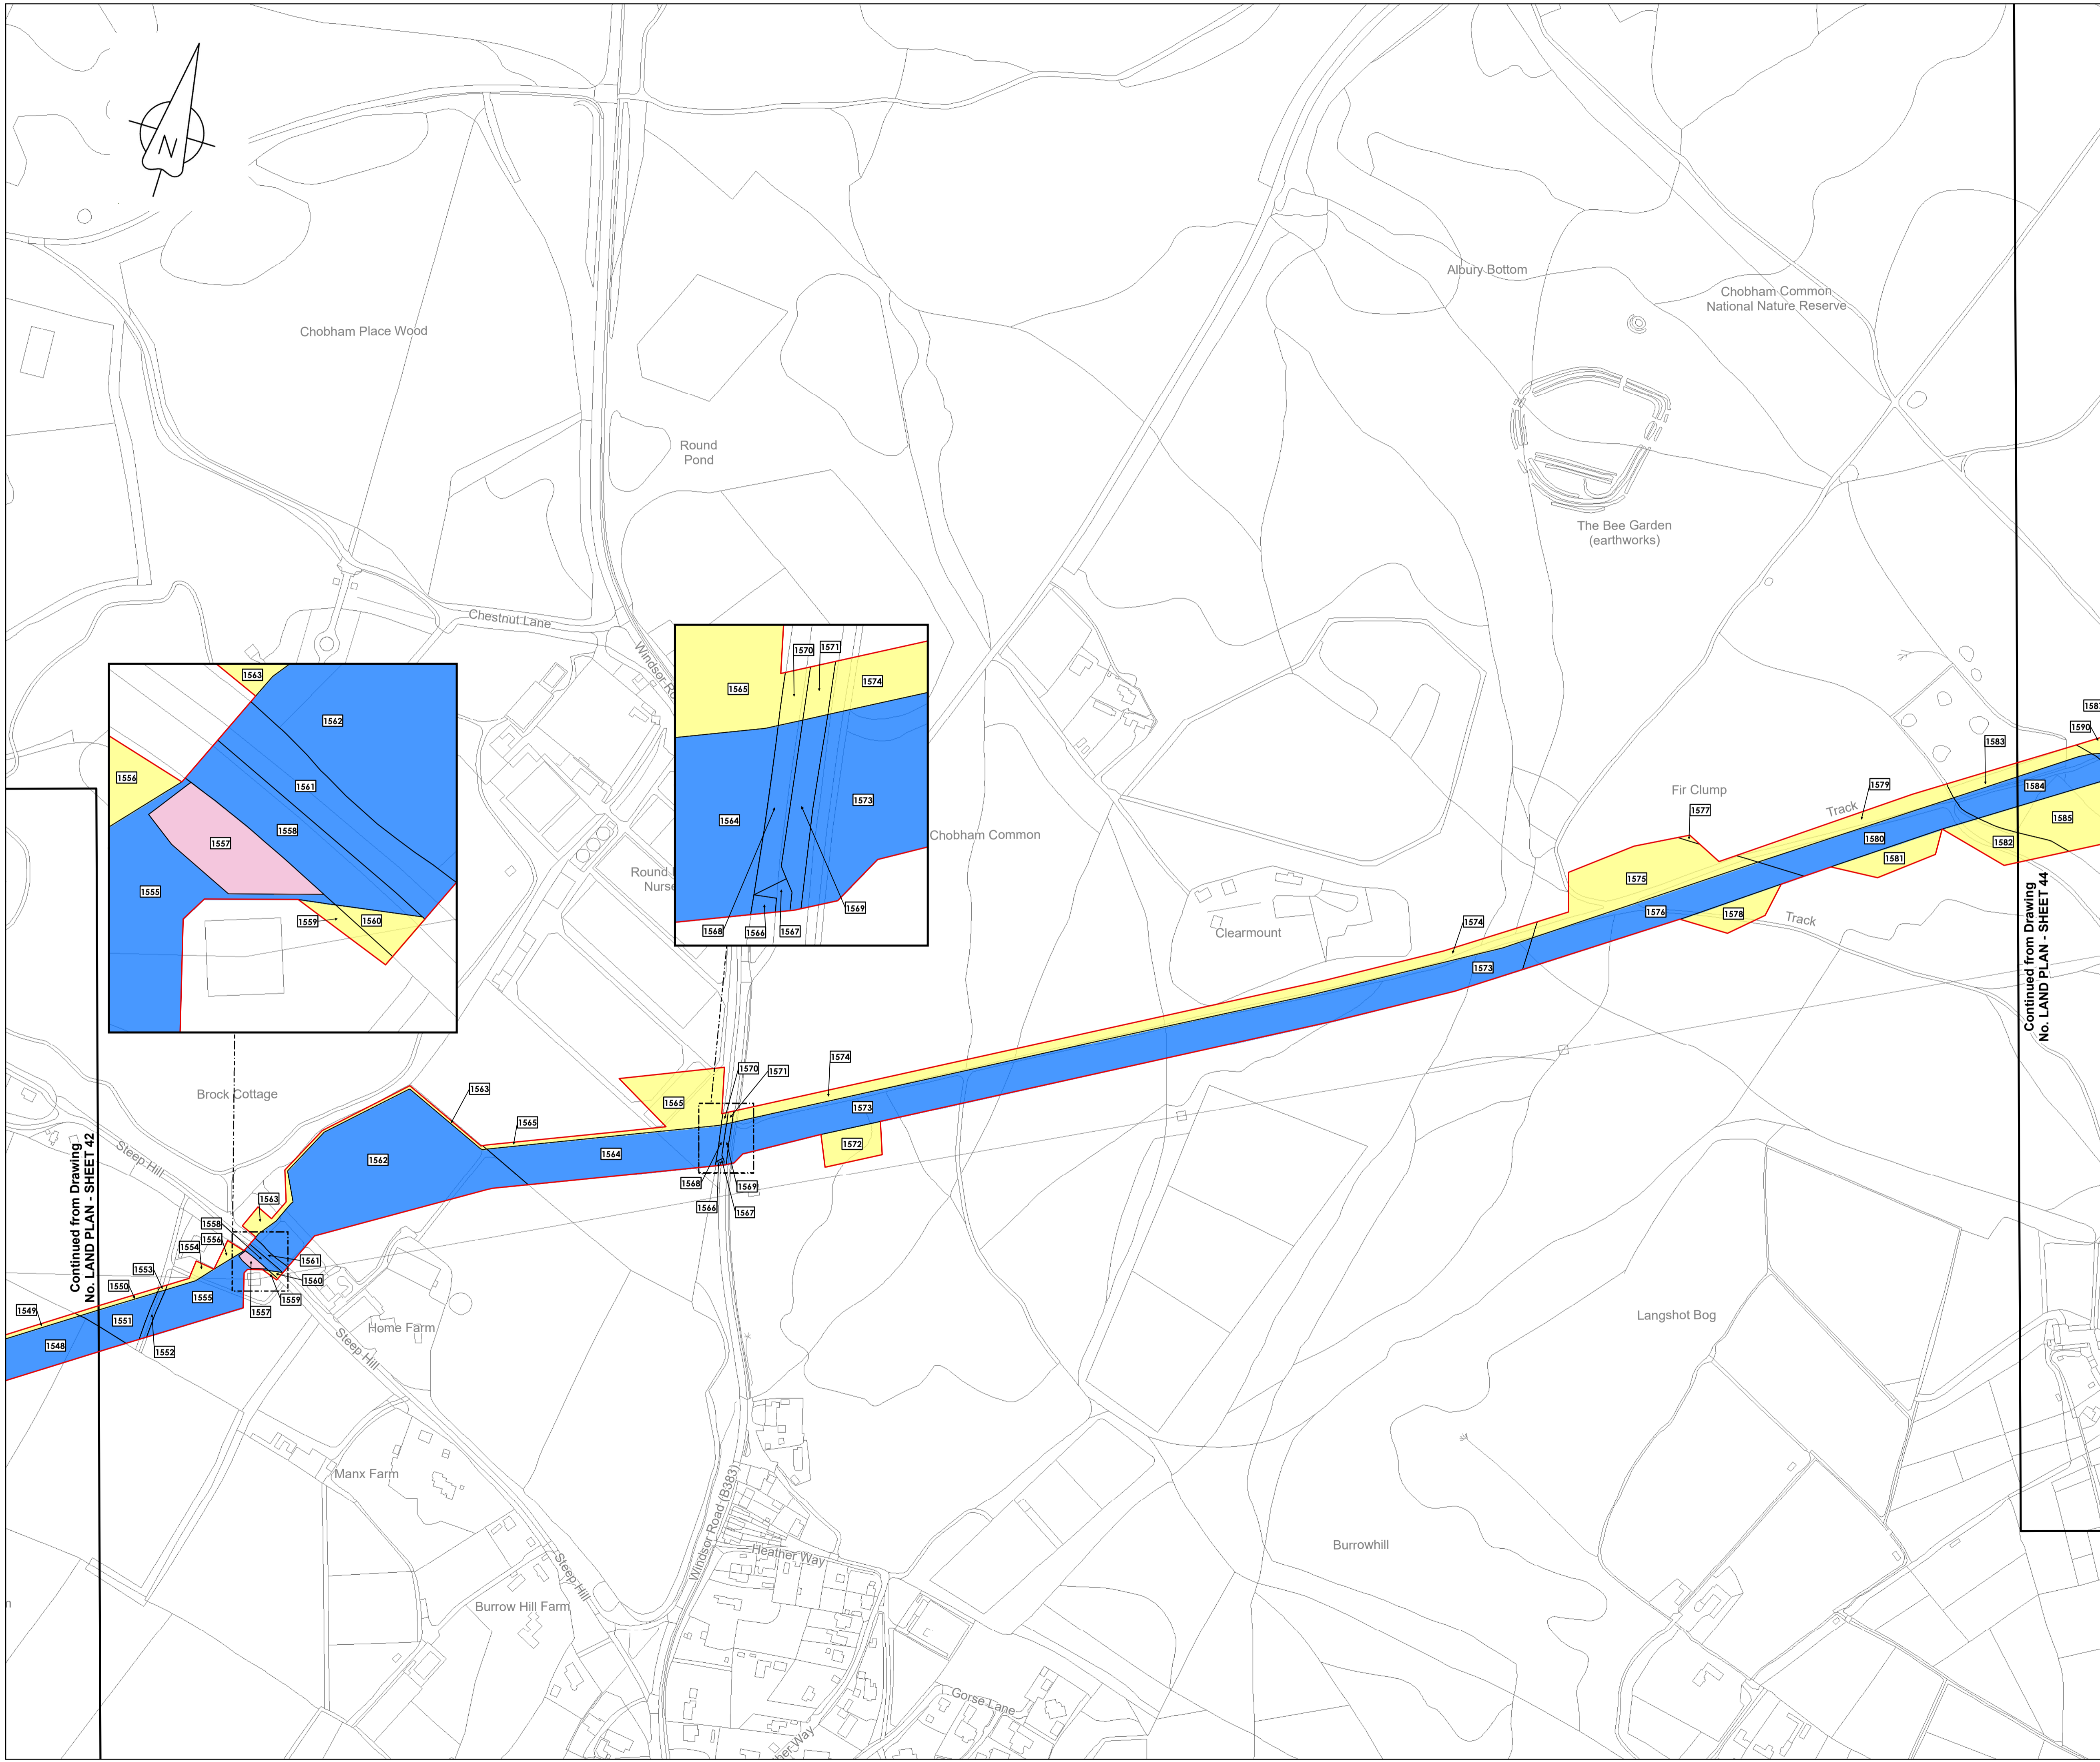 N
Albury Bottom
Chobham Common
National Nature Reserve
Chobham Place Wood
Round
Pond
The Bee Garden
(earthworks)
Chestnut Lane
Windsor
1570
1571
1565
1574
1564
1573
1568
1566
1567
1569
1563
1562
1556
1561
1558
1557
1555
1559
1560
Chobham Common
Round
Clearmount
Fir Clump
1577
Track
1579
1583
1590
1584
1585
1582
1580
1581
1575
1576
1578
Track
1574
1573
Continued from Drawing
No. LAND PLAN - SHEET 44
Brock Cottage
1563
1565
1565
1570
1571
1574
1573
1572
1562
1564
1568
1569
1566
1567
Steep Hill
Continued from Drawing
No. LAND PLAN - SHEET 42
1563
1558
1556
1554
1561
1560
1553
1550
1555
1559
1557
1549
1551
1548
1552
Home Farm
Steep Hill
Langshot Bog
Manx Farm
Windsor Road (B383)
Heather Way
Burrowhill
Steep Hill
Burrow Hill Farm
Gorse Lane
Way